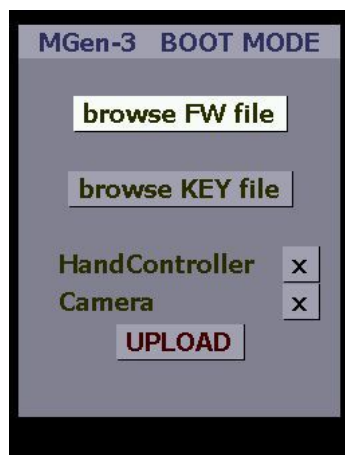 MGen-3 BOOT MODE
browse FW file
browse KEY file
HandController x
Camera x
UPLOAD